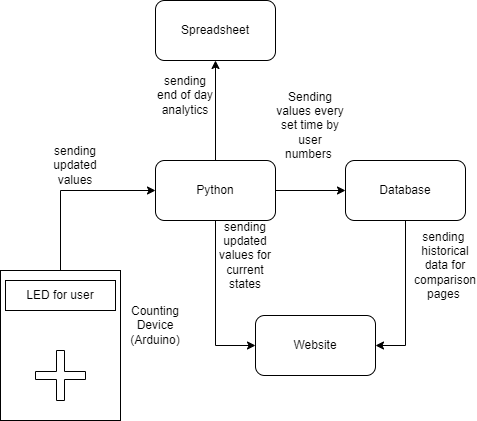 Spreadsheet
sending
end of day
analytics
Sending
values every
set time by
user
numbers
sending
updated
values
Python
Database
sending
updated
values for
current
states
sending
historical
data for
comparison
pages
LED for user
Counting
Device
(Arduino)
Website